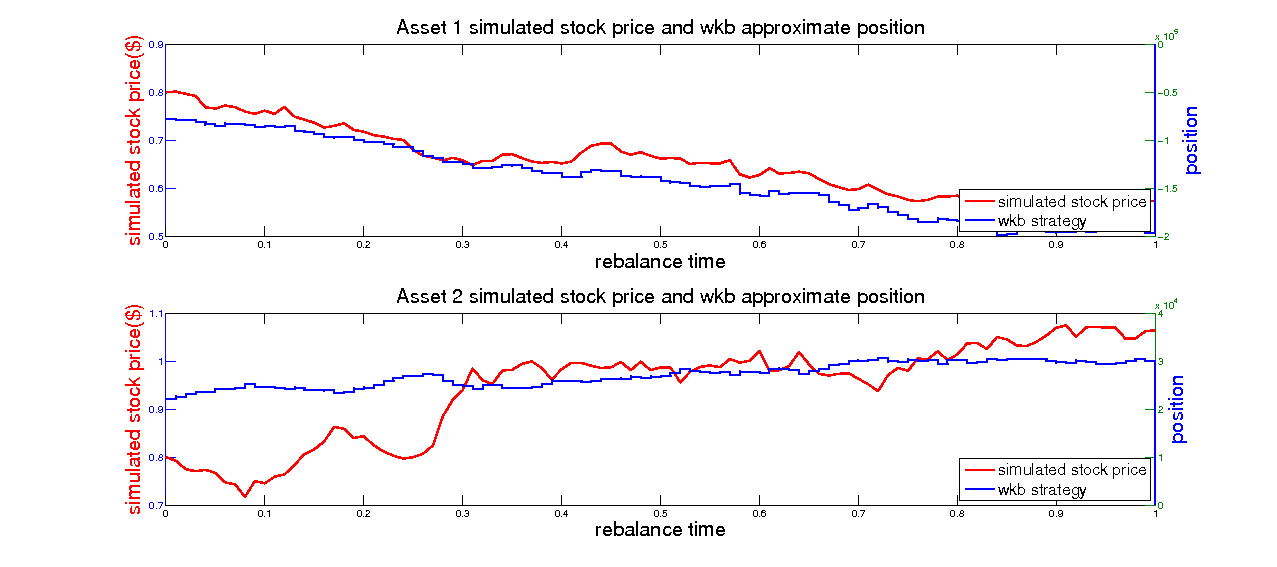 Asset 1 simulated stock price and wkb approximate position
x 10^5
simulated stock price($)
0.9
0.8
0.7
0.6
0.5
0
-0.5
-1
-1.5
-2
position
simulated stock price
wkb strategy
0 0.1 0.2 0.3 0.4 0.5 0.6 0.7 0.8 0.9 1
rebalance time
Asset 2 simulated stock price and wkb approximate position
x 10^4
simulated stock price($)
1.1
1
0.9
0.8
0.7
4
3
2
1
0
position
simulated stock price
wkb strategy
0 0.1 0.2 0.3 0.4 0.5 0.6 0.7 0.8 0.9 1
rebalance time